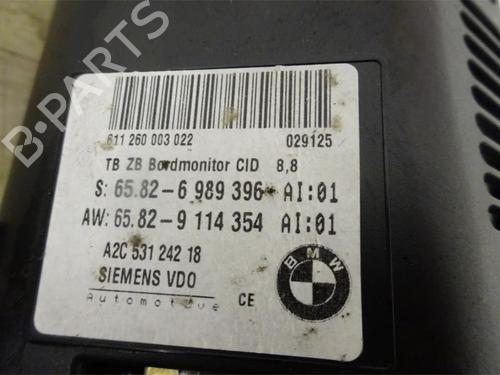 B-PARTS
611 260 003 022 029125
TB ZB Bordmonitor CID 8,8
S: 65.82-6 989 396 AI:01
AW: 65.82-9 114 354 AI:01
A2C 531 242 18
SIEMENS VDO
Automotive CE
BMW